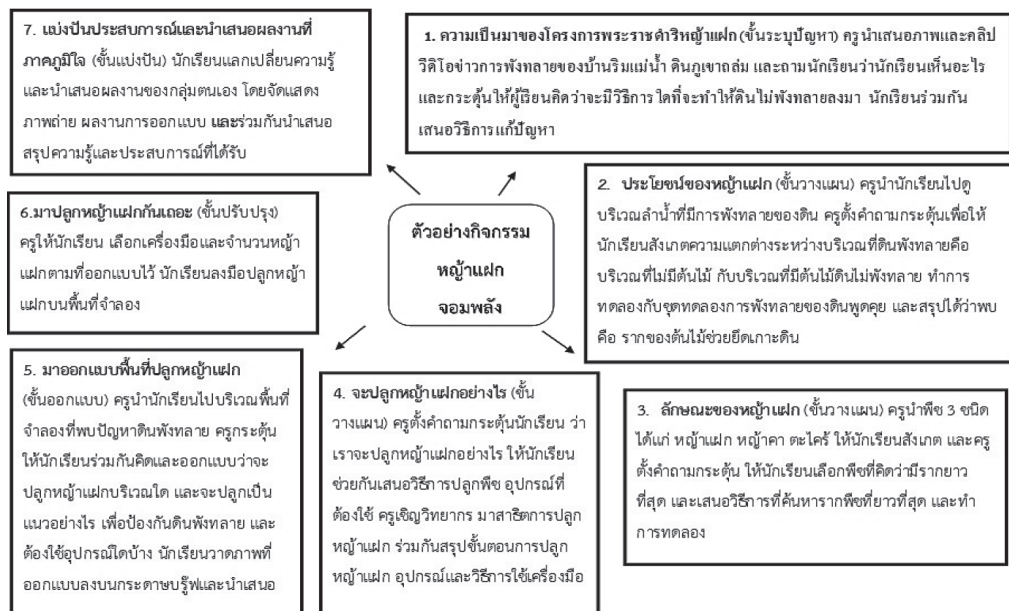 7. แบ่งปันประสบการณ์และนำเสนอผลงานที่
ภาคภูมิใจ (ขั้นแบ่งปัน) นักเรียนแลกเปลี่ยนความรู้
และนำเสนอผลงานของกลุ่มตนเอง โดยจัดแสดง
ภาพถ่าย ผลงานการออกแบบ และร่วมกันนำเสนอ
สรุปความรู้และประสบการณ์ที่ได้รับ
1. ความเป็นมาของโครงการพระราชดำริหญ้าแฝก (ขั้นระบุปัญหา) ครูนำเสนอภาพและคลิป
วีดิโอข่าวการพังทลายของบ้านริมแม่น้ำ ดินภูเขาถล่ม และถามนักเรียนว่านักเรียนเห็นอะไร
และกระตุ้นให้ผู้เรียนคิดว่าจะมีวิธีการใดที่จะทำให้ดินไม่พังทลายลงมา นักเรียนร่วมกัน
เสนอวิธีการแก้ปัญหา
2. ประโยชน์ของหญ้าแฝก (ขั้นวางแผน) ครูนำนักเรียนไปดู
บริเวณลำน้ำที่มีการพังทลายของดิน ครูตั้งคำถามกระตุ้นเพื่อให้
นักเรียนสังเกตความแตกต่างระหว่างบริเวณที่ดินพังทลายคือ
บริเวณที่ไม่มีต้นไม้ กับบริเวณที่มีต้นไม้ดินไม่พังทลาย ทำการ
ทดลองกับชุดทดลองการพังทลายของดินพูดคุย และสรุปได้ว่าพบ
คือ รากของต้นไม้ช่วยยึดเกาะดิน
6.มาปลูกหญ้าแฝกกันเถอะ (ขั้นปรับปรุง)
ครูให้นักเรียน เลือกเครื่องมือและจำนวนหญ้า
แฝกตามที่ออกแบบไว้ นักเรียนลงมือปลูกหญ้า
แฝกบนพื้นที่จำลอง
ตัวอย่างกิจกรรม
หญ้าแฝก
จอมพลัง
5. มาออกแบบพื้นที่ปลูกหญ้าแฝก
(ขั้นออกแบบ) ครูนำนักเรียนไปบริเวณพื้นที่
จำลองที่พบปัญหาดินพังทลาย ครูกระตุ้น
ให้นักเรียนร่วมกันคิดและออกแบบว่าจะ
ปลูกหญ้าแฝกบริเวณใด และจะปลูกเป็น
แนวอย่างไร เพื่อป้องกันดินพังทลาย และ
ต้องใช้อุปกรณ์ใดบ้าง นักเรียนวาดภาพที่
ออกแบบลงบนกระดาษบรู๊ฟและนำเสนอ
4. จะปลูกหญ้าแฝกอย่างไร (ขั้น
วางแผน) ครูตั้งคำถามกระตุ้นนักเรียน ว่า
เราจะปลูกหญ้าแฝกอย่างไร ให้นักเรียน
ช่วยกันเสนอวิธีการปลูกพืช อุปกรณ์ที่
ต้องใช้ ครูเชิญวิทยากร มาสาธิตการปลูก
หญ้าแฝก ร่วมกันสรุปขั้นตอนการปลูก
หญ้าแฝก อุปกรณ์และวิธีการใช้เครื่องมือ
3. ลักษณะของหญ้าแฝก (ขั้นวางแผน) ครูนำพืช 3 ชนิด
ได้แก่ หญ้าแฝก หญ้าคา ตะไคร้ ให้นักเรียนสังเกต และครู
ตั้งคำถามกระตุ้น ให้นักเรียนเลือกพืชที่คิดว่ามีรากยาว
ที่สุด และเสนอวิธีการที่ค้นหารากพืชที่ยาวที่สุด และทำ
การทดลอง